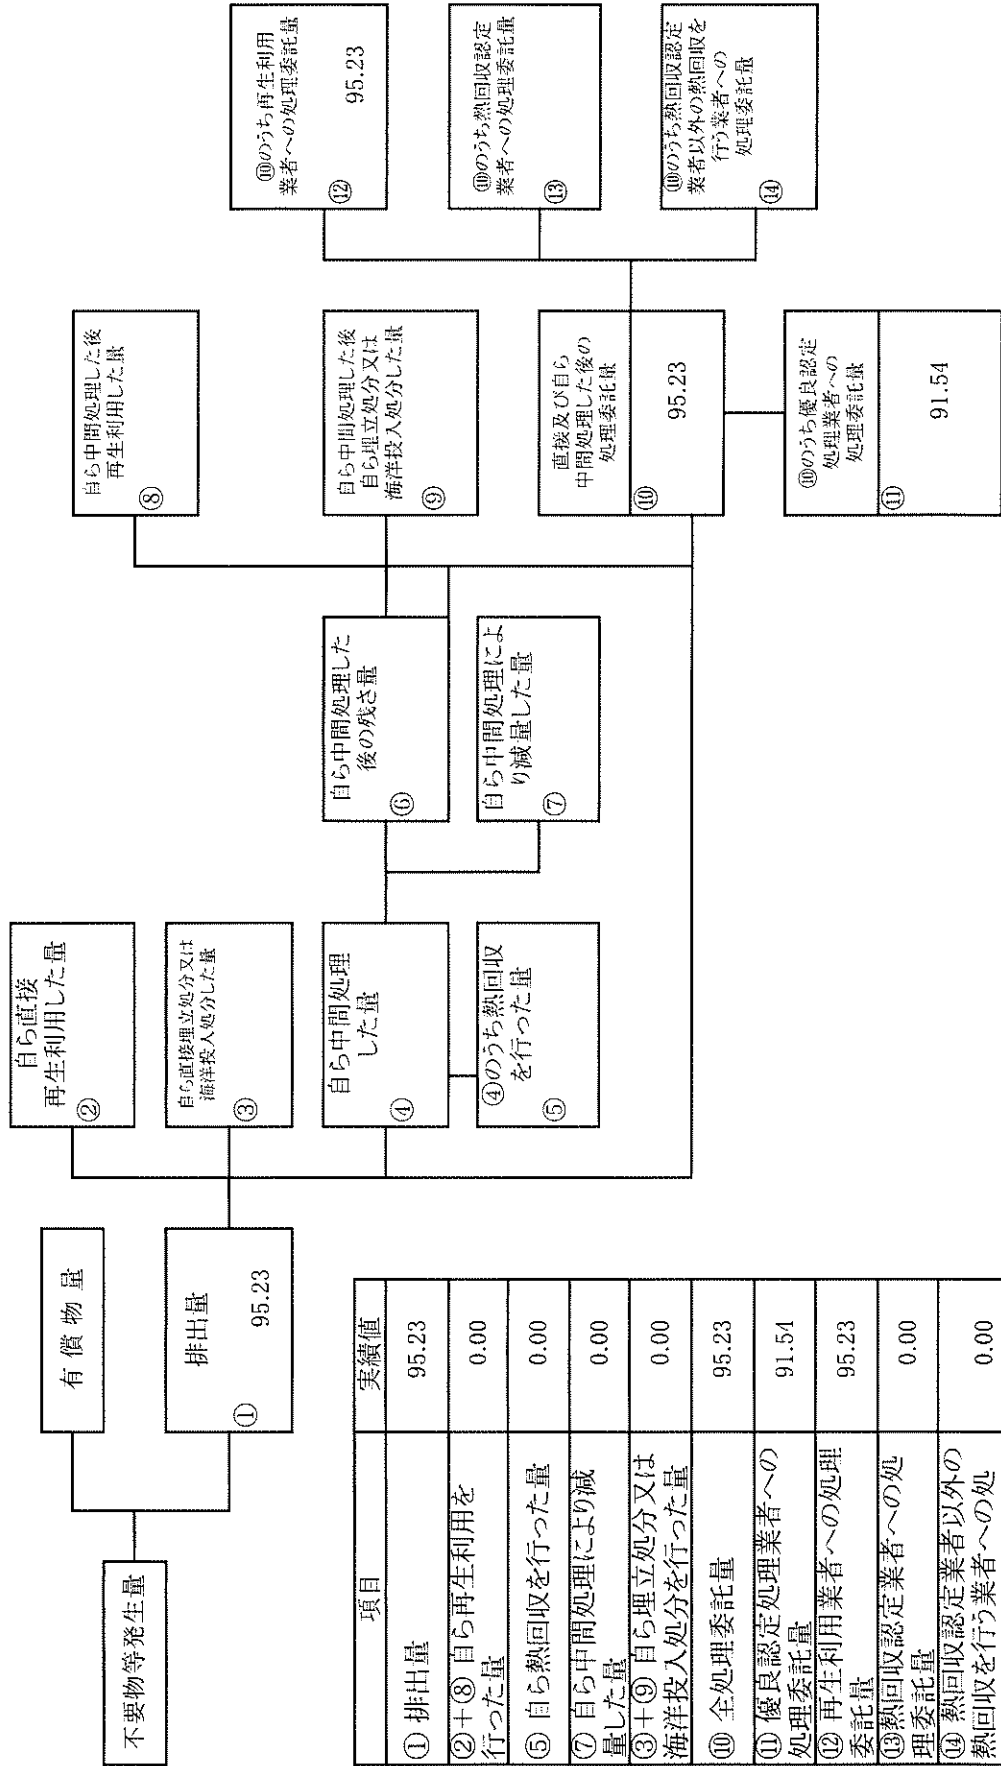 不要物等発生量
有償物量
排出量
①
95.23
自ら直接
再生利用した量
②
自ら直接埋立処分又は
海洋投入処分した量
③
自ら中間処理
した量
④
④のうち熱回収
を行った量
⑤
自ら中間処理した
後の残さ量
⑥
自ら中間処理によ
り減量した量
⑦
自ら中間処理した後
再生利用した量
⑧
自ら中間処理した後
自ら埋立処分又は
海洋投入処分した量
⑨
直接及び自ら
中間処理した後の
処理委託量
⑩
95.23
⑩のうち優良認定
処理業者への
処理委託量
⑪
91.54
⑩のうち再生利用
業者への処理委託量
⑫
95.23
⑩のうち熱回収認定
業者への処理委託量
⑬
⑩のうち熱回収認定
業者以外の熱回収を
行う業者への
処理委託量
⑭
項目 実績値
①排出量 95.23
②+⑧ 自ら再生利用を
行った量 0.00
⑤ 自ら熱回収を行った量 0.00
⑦ 自ら中間処理により減
量した量 0.00
③+⑨ 自ら埋立処分又は
海洋投入処分を行った量 0.00
⑩ 全処理委託量 95.23
⑪ 優良認定処理業者への
処理委託量 91.54
⑫ 再生利用業者への処理
委託量 95.23
⑬熱回収認定業者への処
理委託量 0.00
⑭ 熱回収認定業者以外の
熱回収を行う業者への処 0.00